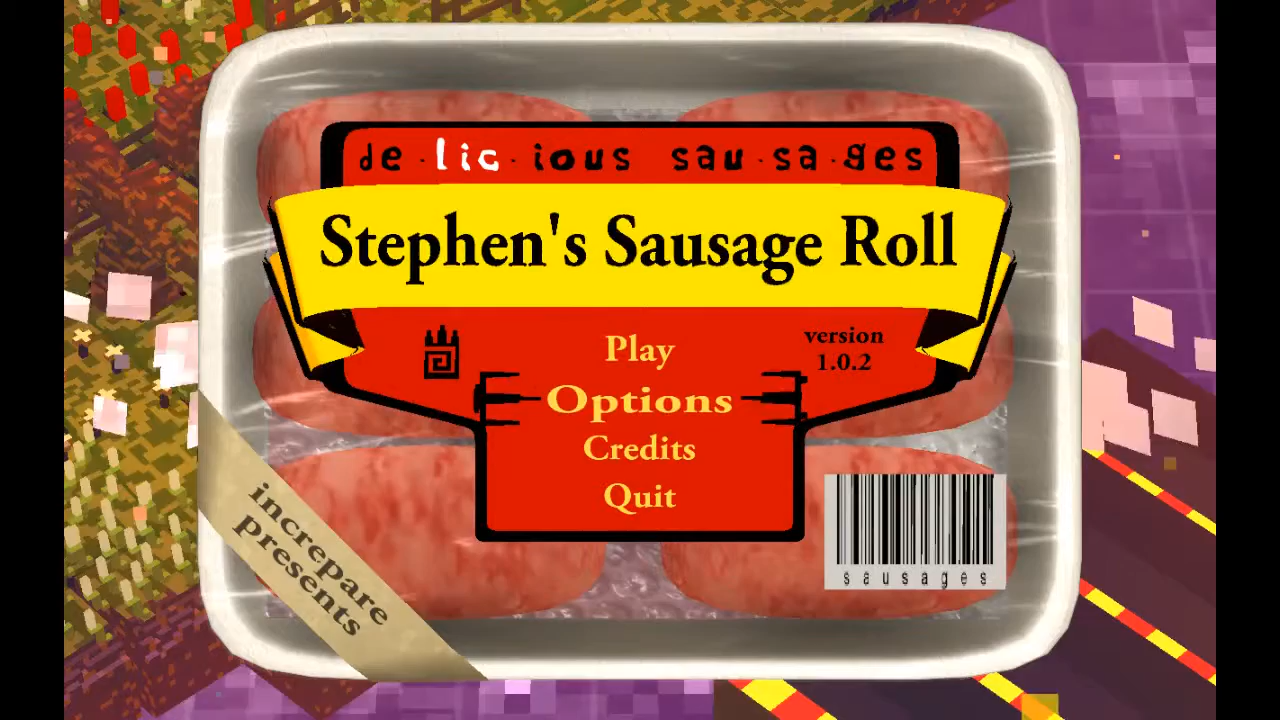 de·lic·ious sau·sa·ges
Stephen's Sausage Roll
version
1.0.2
Play
Options
Credits
Quit
increpare
presents
sausages